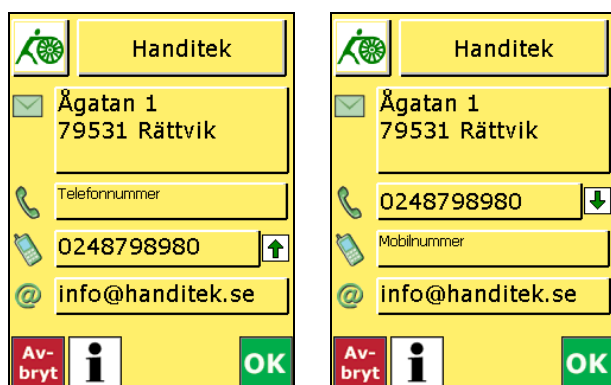 Handitek
Ågatan 1
79531 Rättvik
Telefonnummer
0248798980
info@handitek.se
Av-
bryt
i
OK
Handitek
Ågatan 1
79531 Rättvik
0248798980
Mobilnummer
info@handitek.se
Av-
bryt
i
OK